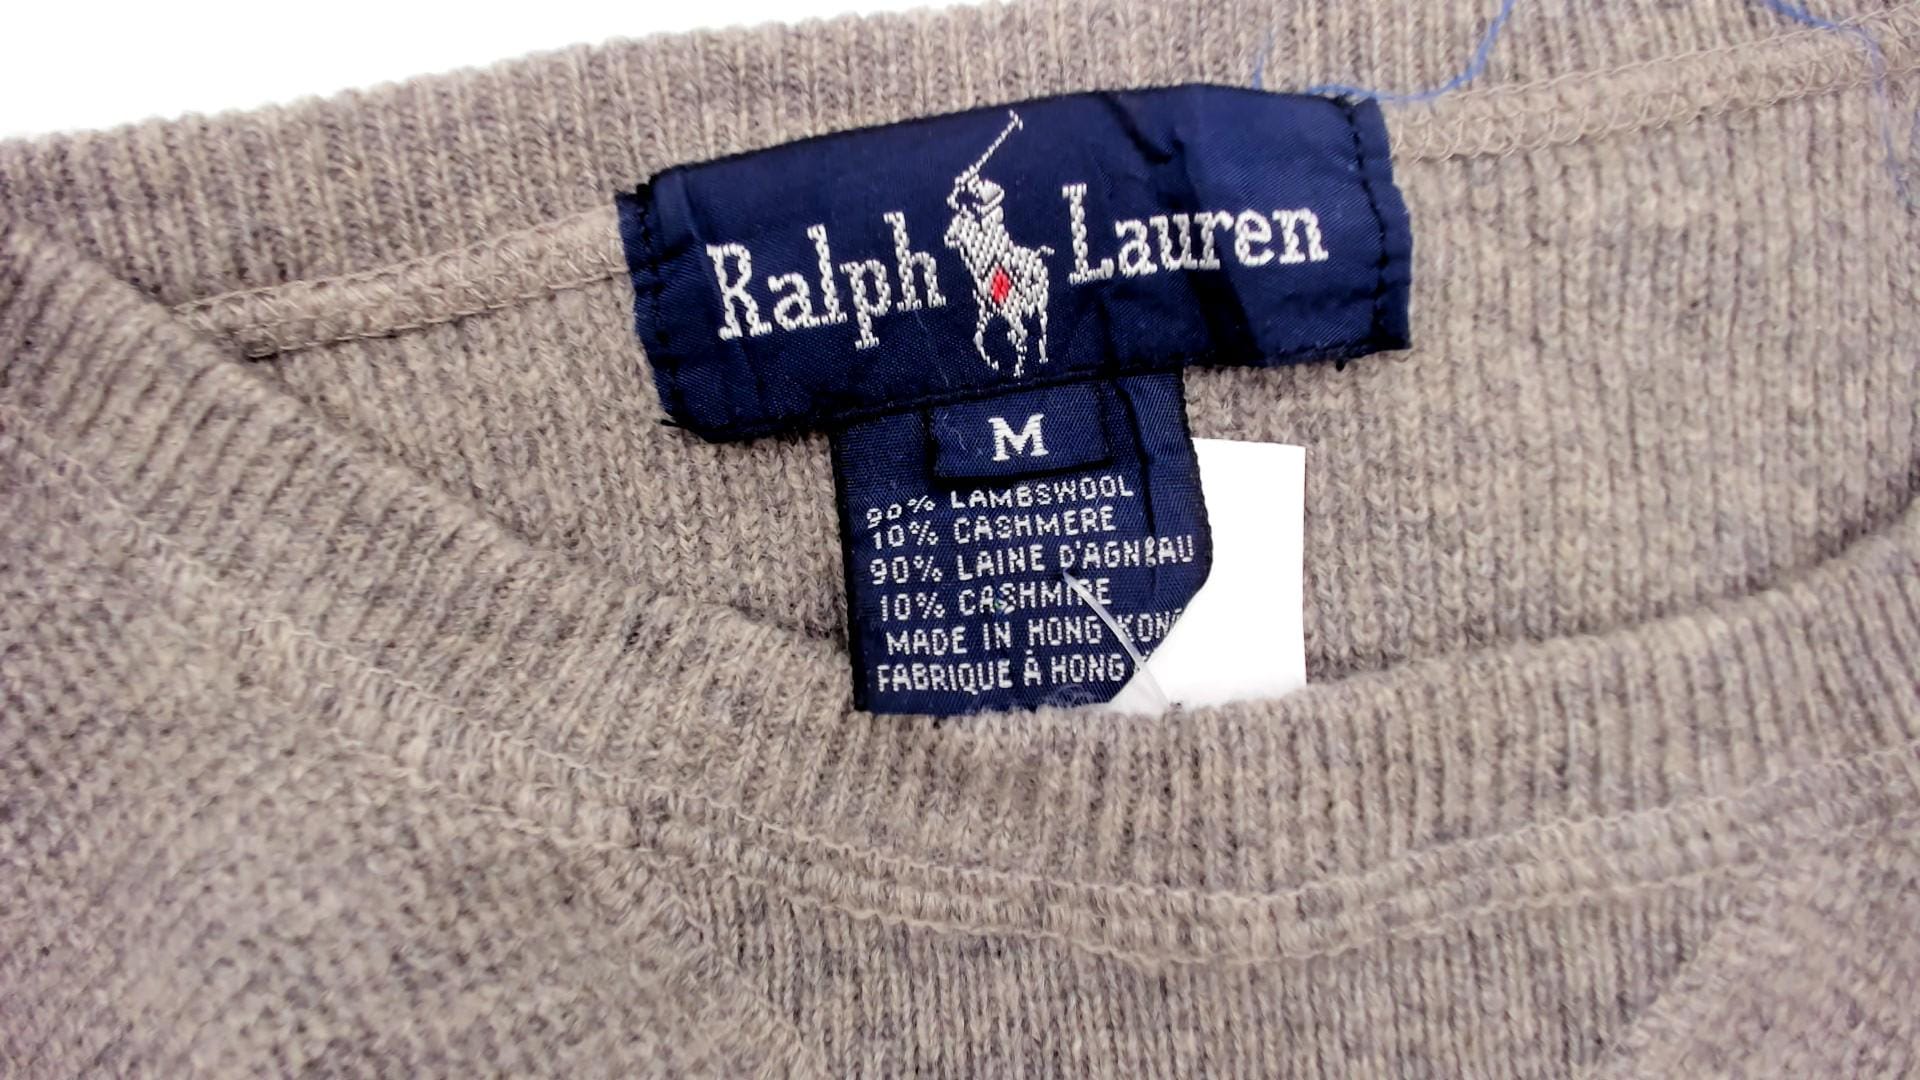 Ralph Lauren
M
90% LAMBSWOOL
10% CASHMERE
90% LAINE D'AGNEAU
10% CASHMIRE
MADE IN HONG KONG
FABRIQUE À HONG